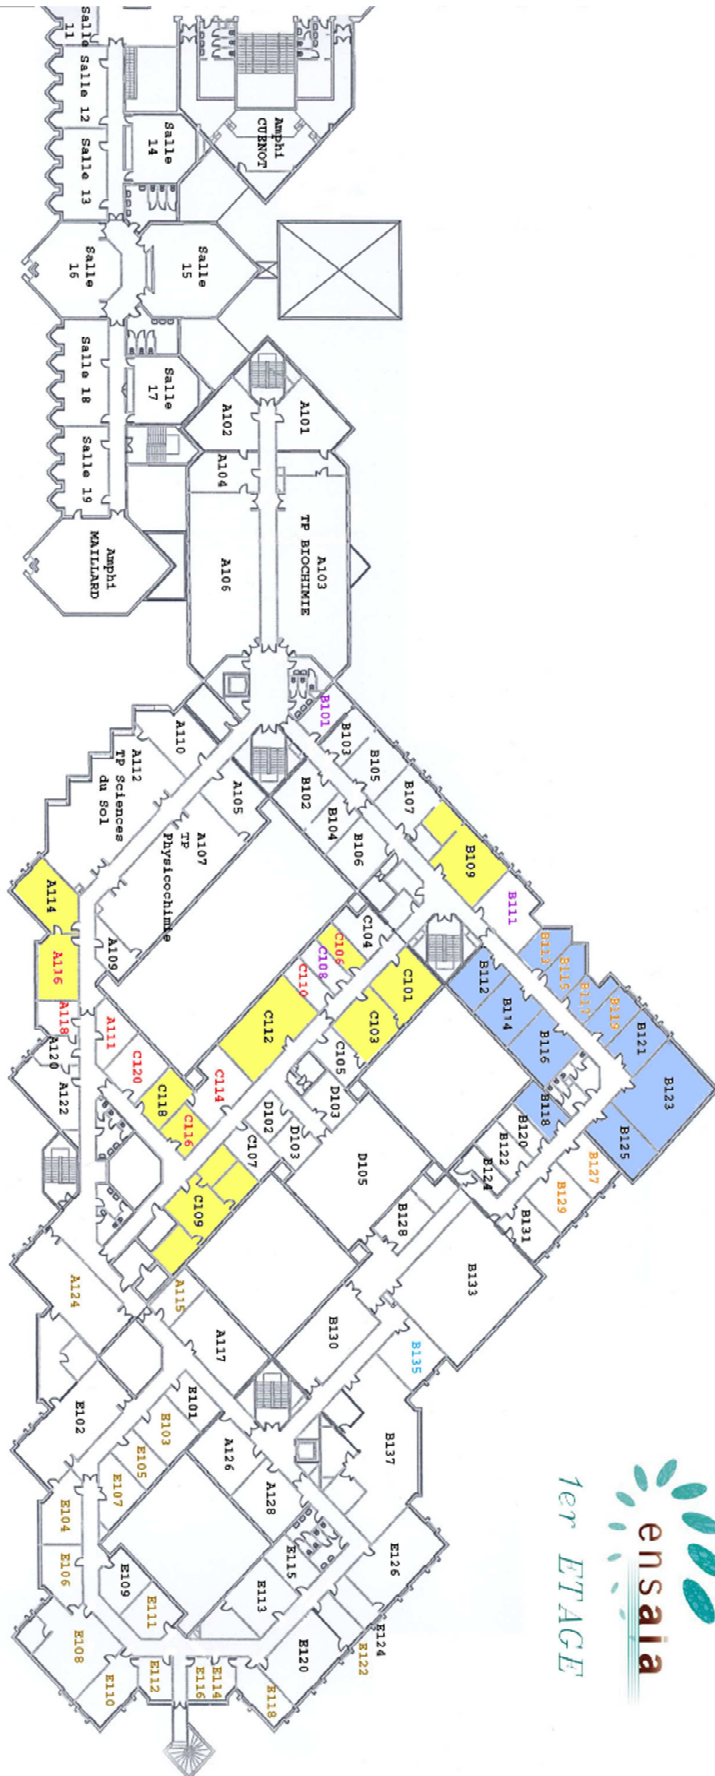 Salle
11
Salle 12
Salle 13
Salle
14
Amphi
CUENOT
Salle
15
Salle
16
Salle
17
Salle 18
Salle 19
Amphi
MAILLARD
A101
A102
A104
A103
TP BIOCHIMIE
A106
B101
B103
B105
B107
B109
B111
B102
B104
B106
A110
A112
TP Sciences
du Sol
A105
A107
TP
Physicochimie
A109
A114
A116
A118
A120
A122
A111
C120
C118
C116
C114
C112
C110
C108
C106
C104
C101
C103
C105
C107
C109
D103
D102
D103
D105
B112
B114
B116
B118
B113
B115
B117
B119
B121
B123
B125
B120
B122
B124
B127
B129
B131
B128
B133
B130
B135
B137
A115
A117
A124
A126
A128
E101
E102
E103
E105
E107
E104
E106
E109
E111
E108
E110
E112
E116
E114
E118
E113
E115
E120
E122
E124
E126
ensaia
1er ETAGE